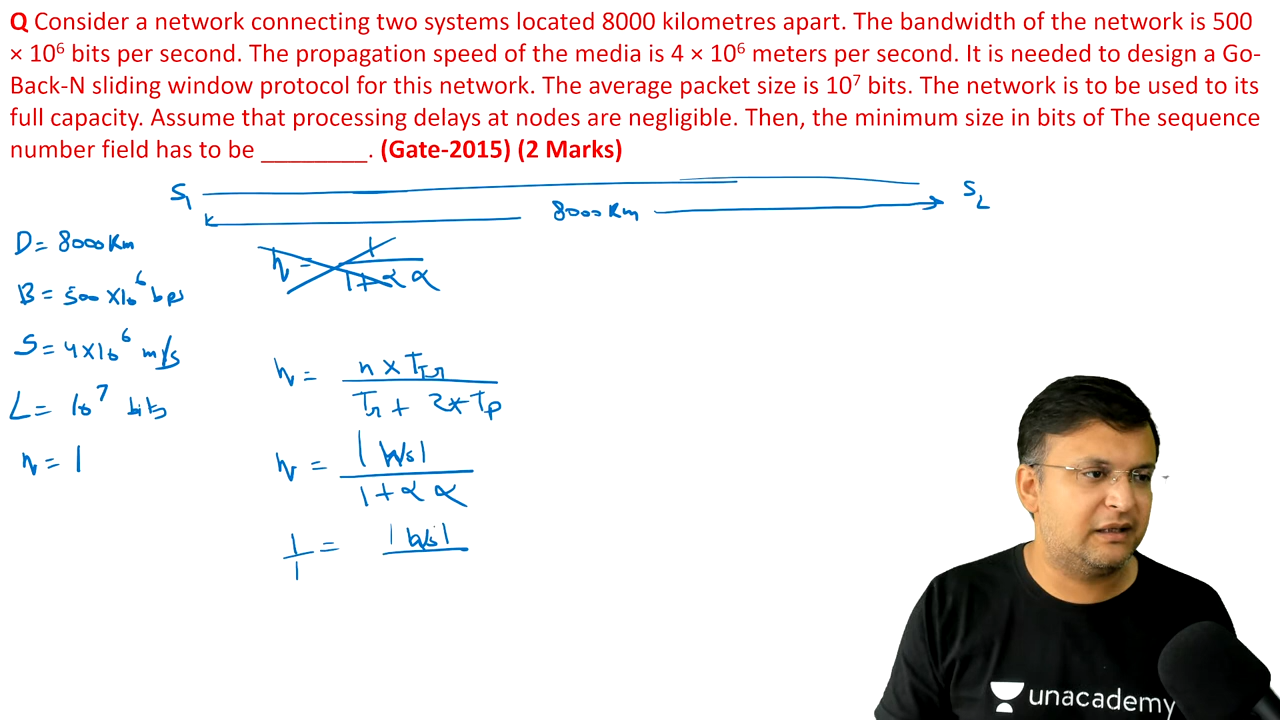 Q Consider a network connecting two systems located 8000 kilometres apart. The bandwidth of the network is 500
× 10⁶ bits per second. The propagation speed of the media is 4 × 10⁶ meters per second. It is needed to design a Go-
Back-N sliding window protocol for this network. The average packet size is 10⁷ bits. The network is to be used to its
full capacity. Assume that processing delays at nodes are negligible. Then, the minimum size in bits of The sequence
number field has to be ________. (Gate-2015) (2 Marks)
S₁ S₂
8000 Km
D = 8000 Km
η = 1 / 1 + 2α
B = 500 × 10⁶ bps
S = 4 × 10⁶ m/s
η = n × Tₜᵣ / Tₜᵣ + 2 * Tₚ
L = 10⁷ bits
η = 1
η = |Ws| / 1 + 2α
1/1 = |Ws|
unacademy